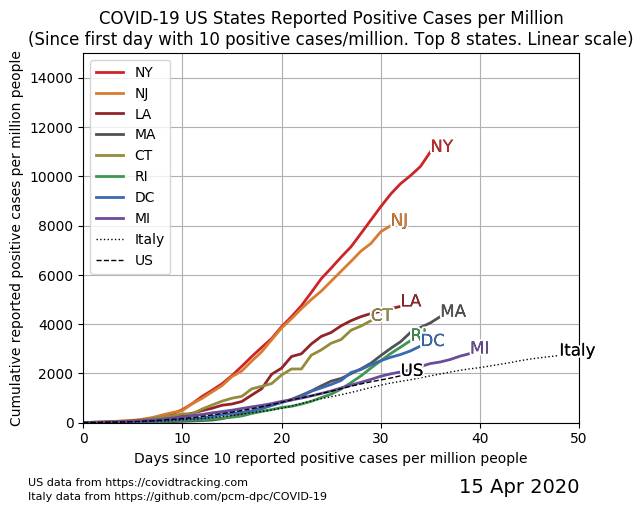 COVID-19 US States Reported Positive Cases per Million
(Since first day with 10 positive cases/million. Top 8 states. Linear scale)
Cumulative reported positive cases per million people
14000
12000
10000
8000
6000
4000
2000
0
NY
NJ
LA
MA
CT
RI
DC
MI
Italy
US
NY
NJ
LA
CT
MA
RI
DC
MI
Italy
US
0 10 20 30 40 50
Days since 10 reported positive cases per million people
US data from https://covidtracking.com
Italy data from https://github.com/pcm-dpc/COVID-19
15 Apr 2020